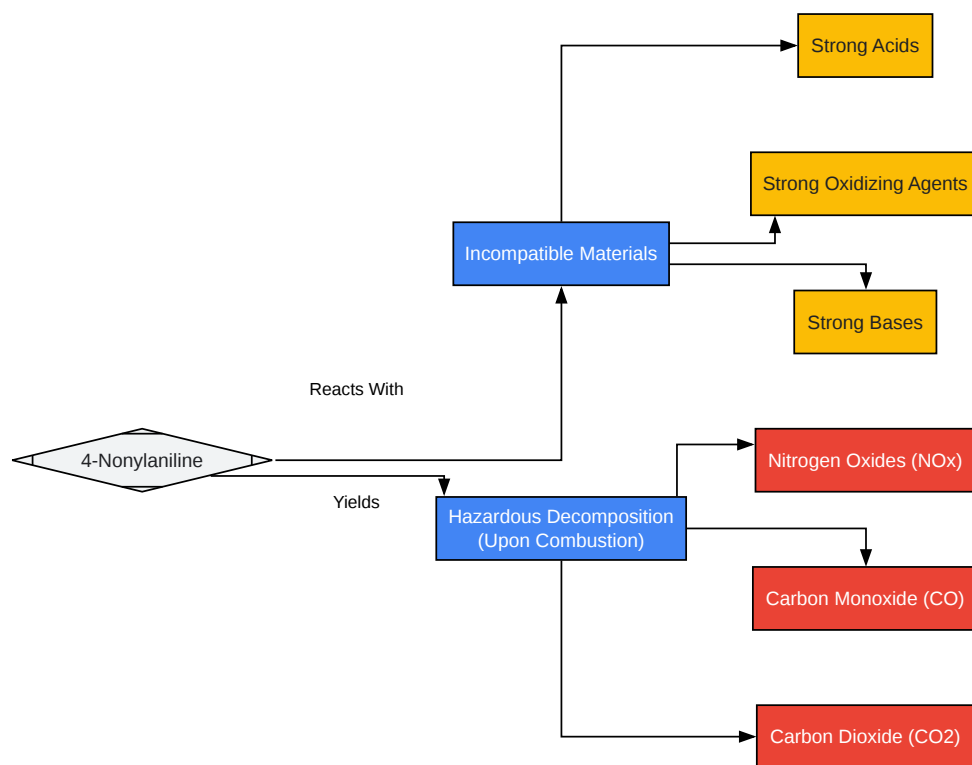 Strong Acids
Strong Oxidizing Agents
Incompatible Materials
Strong Bases
Reacts With
4-Nonylaniline
Nitrogen Oxides (NOx)
Yields
Hazardous Decomposition
(Upon Combustion)
Carbon Monoxide (CO)
Carbon Dioxide (CO2)